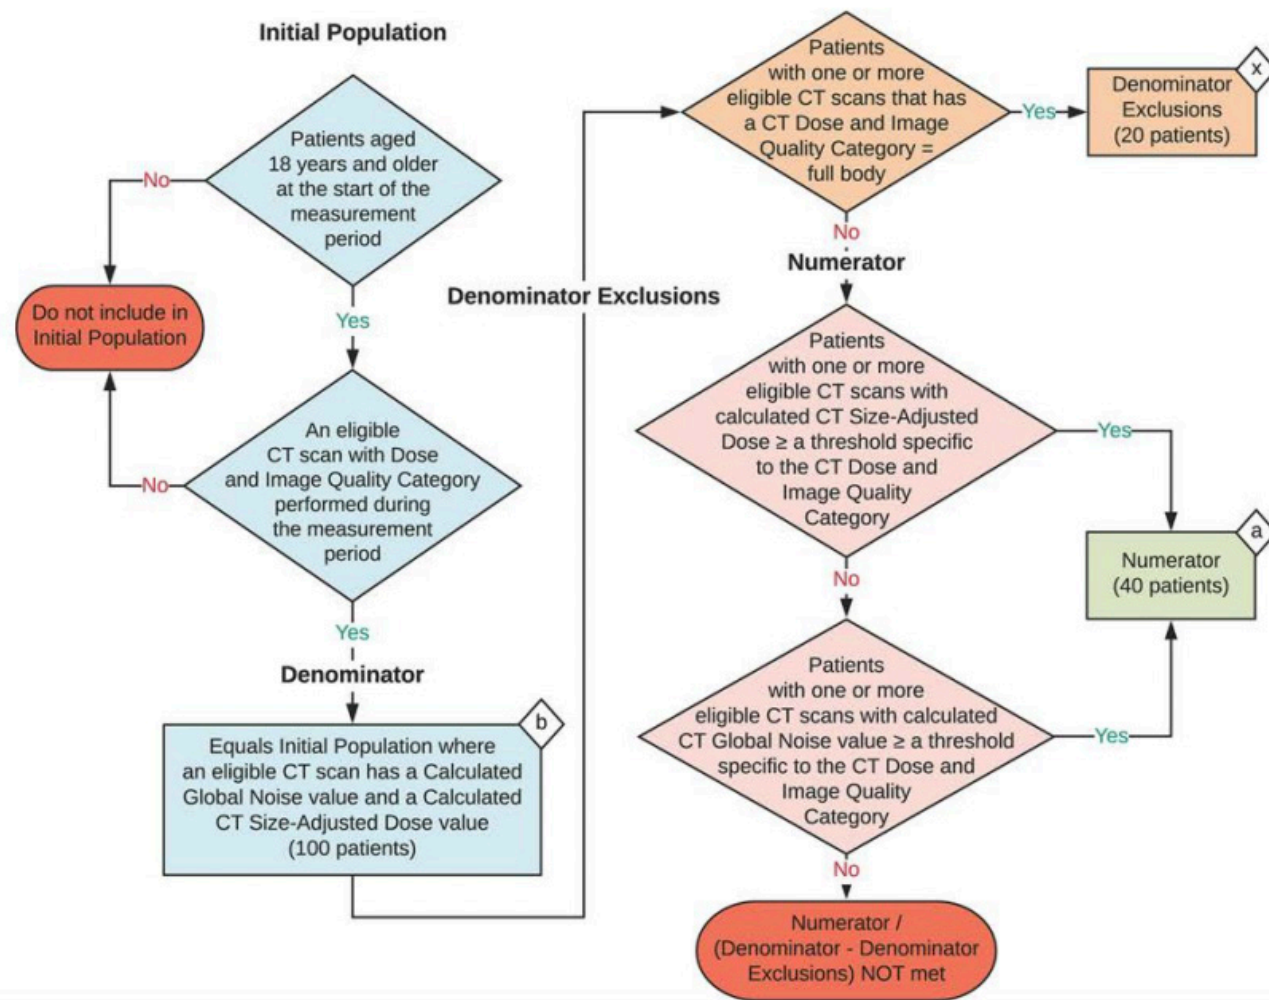 Initial Population
Patients aged
18 years and older
at the start of the
measurement
period
No
Do not include in
Initial Population
Yes
An eligible
CT scan with Dose
and Image Quality Category
performed during
the measurement
period
No
Yes
Denominator
b
Equals Initial Population where
an eligible CT scan has a Calculated
Global Noise value and a Calculated
CT Size-Adjusted Dose value
(100 patients)
Denominator Exclusions
Patients
with one or more
eligible CT scans that has
a CT Dose and Image
Quality Category =
full body
Yes
x
Denominator
Exclusions
(20 patients)
No
Numerator
Patients
with one or more
eligible CT scans with
calculated CT Size-Adjusted
Dose ≥ a threshold specific
to the CT Dose and
Image Quality
Category
Yes
a
Numerator
(40 patients)
No
Patients
with one or more
eligible CT scans with calculated
CT Global Noise value ≥ a threshold
specific to the CT Dose and
Image Quality
Category
Yes
No
Numerator /
(Denominator - Denominator
Exclusions) NOT met